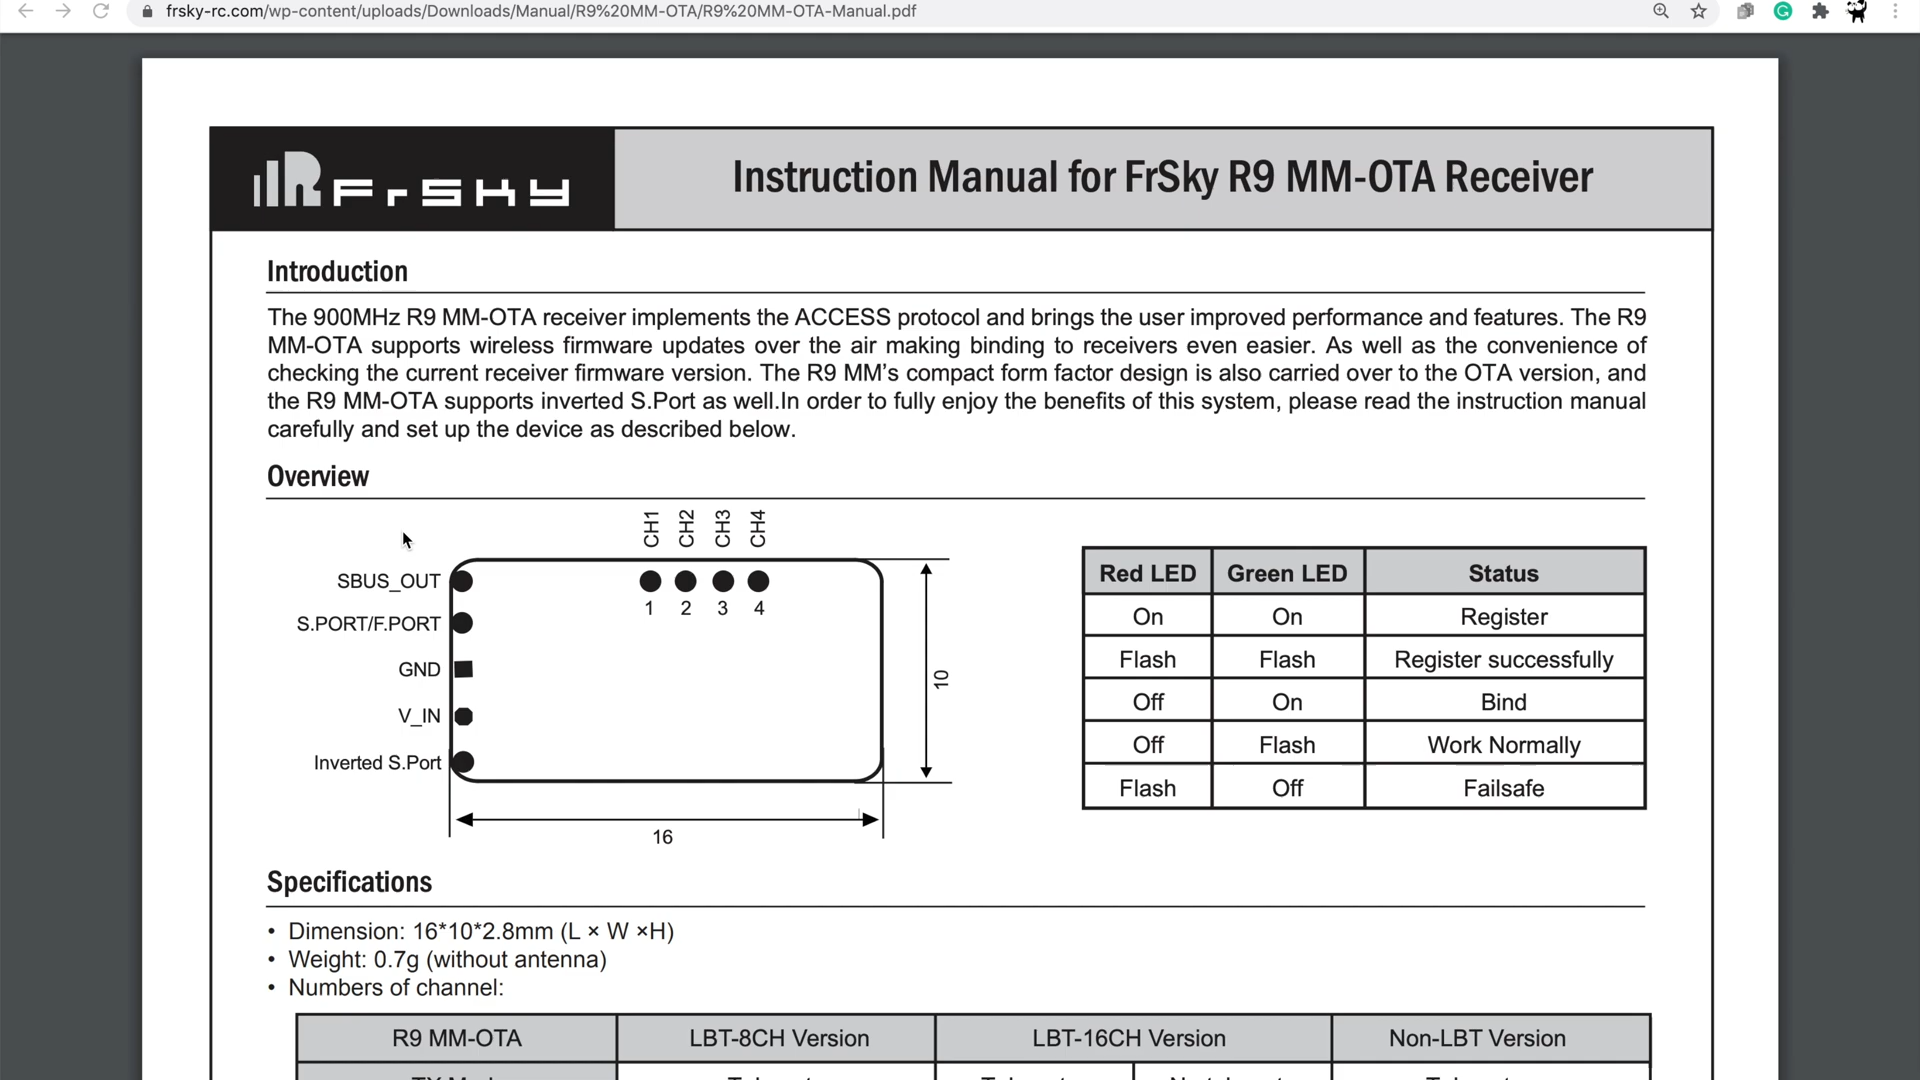 frsky-rc.com/wp-content/uploads/Downloads/Manual/R9%20MM-OTA/R9%20MM-OTA-Manual.pdf
FrSKY
Instruction Manual for FrSky R9 MM-OTA Receiver
Introduction
The 900MHz R9 MM-OTA receiver implements the ACCESS protocol and brings the user improved performance and features. The R9
MM-OTA supports wireless firmware updates over the air making binding to receivers even easier. As well as the convenience of
checking the current receiver firmware version. The R9 MM's compact form factor design is also carried over to the OTA version, and
the R9 MM-OTA supports inverted S.Port as well.In order to fully enjoy the benefits of this system, please read the instruction manual
carefully and set up the device as described below.
Overview
CH1 CH2 CH3 CH4
1 2 3 4
SBUS_OUT
S.PORT/F.PORT
GND
V_IN
Inverted S.Port
10
16
Red LED Green LED Status
On On Register
Flash Flash Register successfully
Off On Bind
Off Flash Work Normally
Flash Off Failsafe
Specifications
• Dimension: 16*10*2.8mm (L × W ×H)
• Weight: 0.7g (without antenna)
• Numbers of channel:
R9 MM-OTA LBT-8CH Version LBT-16CH Version Non-LBT Version